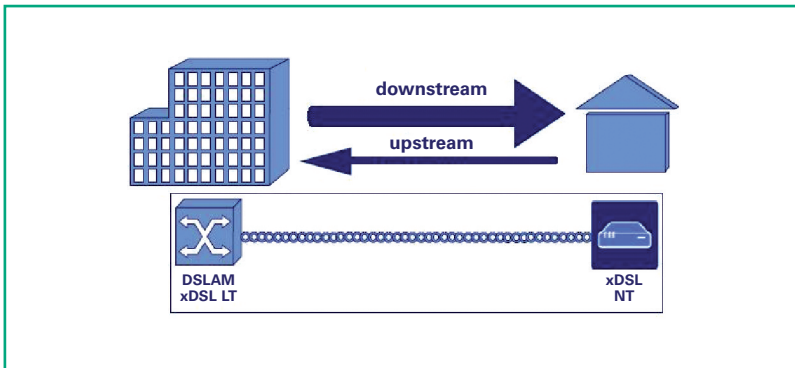 downstream
upstream
DSLAM
xDSL LT
xDSL
NT